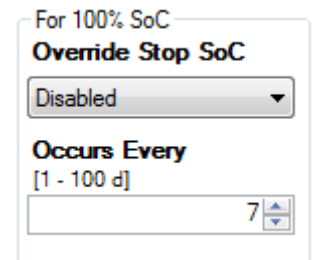 For 100% SoC
Override Stop SoC
Disabled
Occurs Every
[1 - 100 d]
7